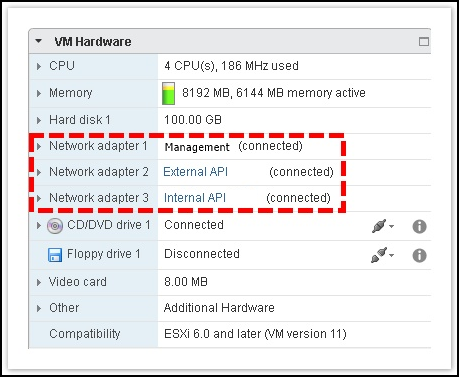 VM Hardware
CPU 4 CPU(s), 186 MHz used
Memory 8192 MB, 6144 MB memory active
Hard disk 1 100.00 GB
Network adapter 1 Management (connected)
Network adapter 2 External API (connected)
Network adapter 3 Internal API (connected)
CD/DVD drive 1 Connected
Floppy drive 1 Disconnected
Video card 8.00 MB
Other Additional Hardware
Compatibility ESXi 6.0 and later (VM version 11)